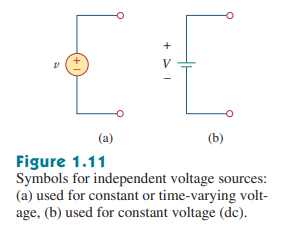 v
+
−
+
V
−
(a)
(b)
Figure 1.11
Symbols for independent voltage sources:
(a) used for constant or time-varying volt-
age, (b) used for constant voltage (dc).